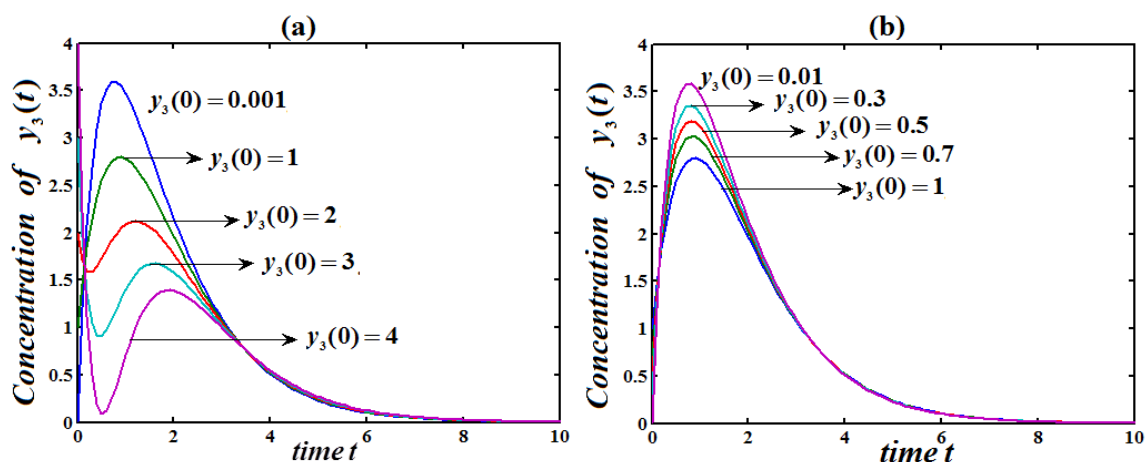 (a)
Concentration of y₃(t)
4
3.5
3
2.5
2
1.5
1
0.5
0
y₃(0) = 0.001
y₃(0) = 1
y₃(0) = 2
y₃(0) = 3
y₃(0) = 4
0 2 4 6 8 10
time t
(b)
Concentration of y₃(t)
4
3.5
3
2.5
2
1.5
1
0.5
0
y₃(0) = 0.01
y₃(0) = 0.3
y₃(0) = 0.5
y₃(0) = 0.7
y₃(0) = 1
0 2 4 6 8 10
time t